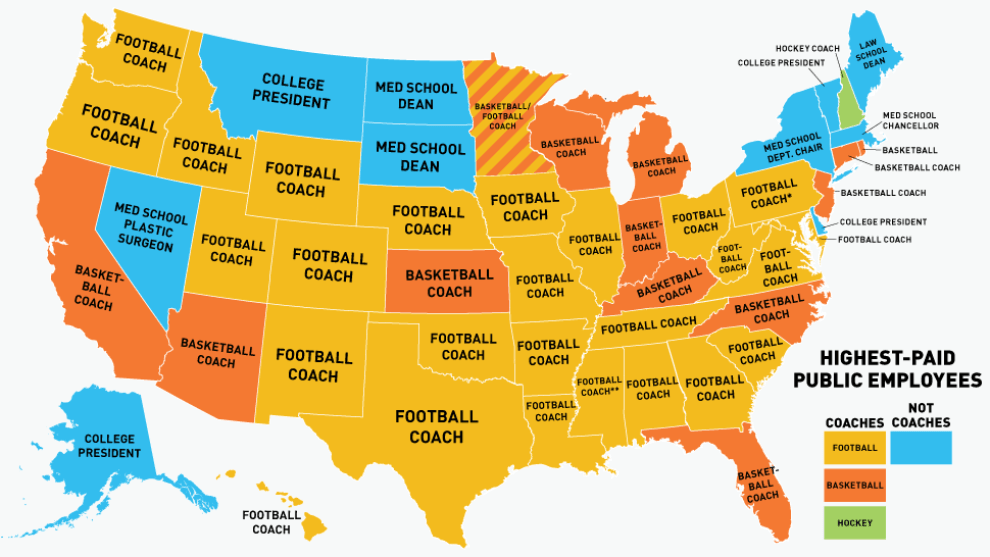 FOOTBALL
COACH
COLLEGE
PRESIDENT
MED SCHOOL
DEAN
BASKETBALL/
FOOTBALL
COACH
HOCKEY COACH
COLLEGE PRESIDENT
LAW
SCHOOL
DEAN
FOOTBALL
COACH
FOOTBALL
COACH
FOOTBALL
COACH
MED SCHOOL
DEAN
BASKETBALL
COACH
BASKETBALL
COACH
MED SCHOOL
DEPT. CHAIR
MED SCHOOL
CHANCELLOR
BASKETBALL
BASKETBALL COACH
BASKETBALL COACH
COLLEGE PRESIDENT
FOOTBALL COACH
MED SCHOOL
PLASTIC
SURGEON
FOOTBALL
COACH
FOOTBALL
COACH
FOOTBALL
COACH
FOOTBALL
COACH
FOOTBALL
COACH
BASKET-
BALL
COACH
FOOTBALL
COACH
FOOTBALL
COACH*
BASKET-
BALL
COACH
FOOTBALL
COACH
BASKETBALL
COACH
FOOTBALL
COACH
BASKETBALL
COACH
FOOT-
BALL
COACH
FOOT-
BALL
COACH
BASKETBALL
COACH
FOOTBALL
COACH
FOOTBALL
COACH
FOOTBALL
COACH
FOOTBALL COACH
BASKETBALL
COACH
FOOTBALL
COACH
FOOTBALL
COACH
FOOTBALL
COACH
FOOTBALL
COACH**
FOOTBALL
COACH
FOOTBALL
COACH
BASKET-
BALL
COACH
COLLEGE
PRESIDENT
FOOTBALL
COACH
HIGHEST-PAID
PUBLIC EMPLOYEES
COACHES
NOT
COACHES
FOOTBALL
BASKETBALL
HOCKEY